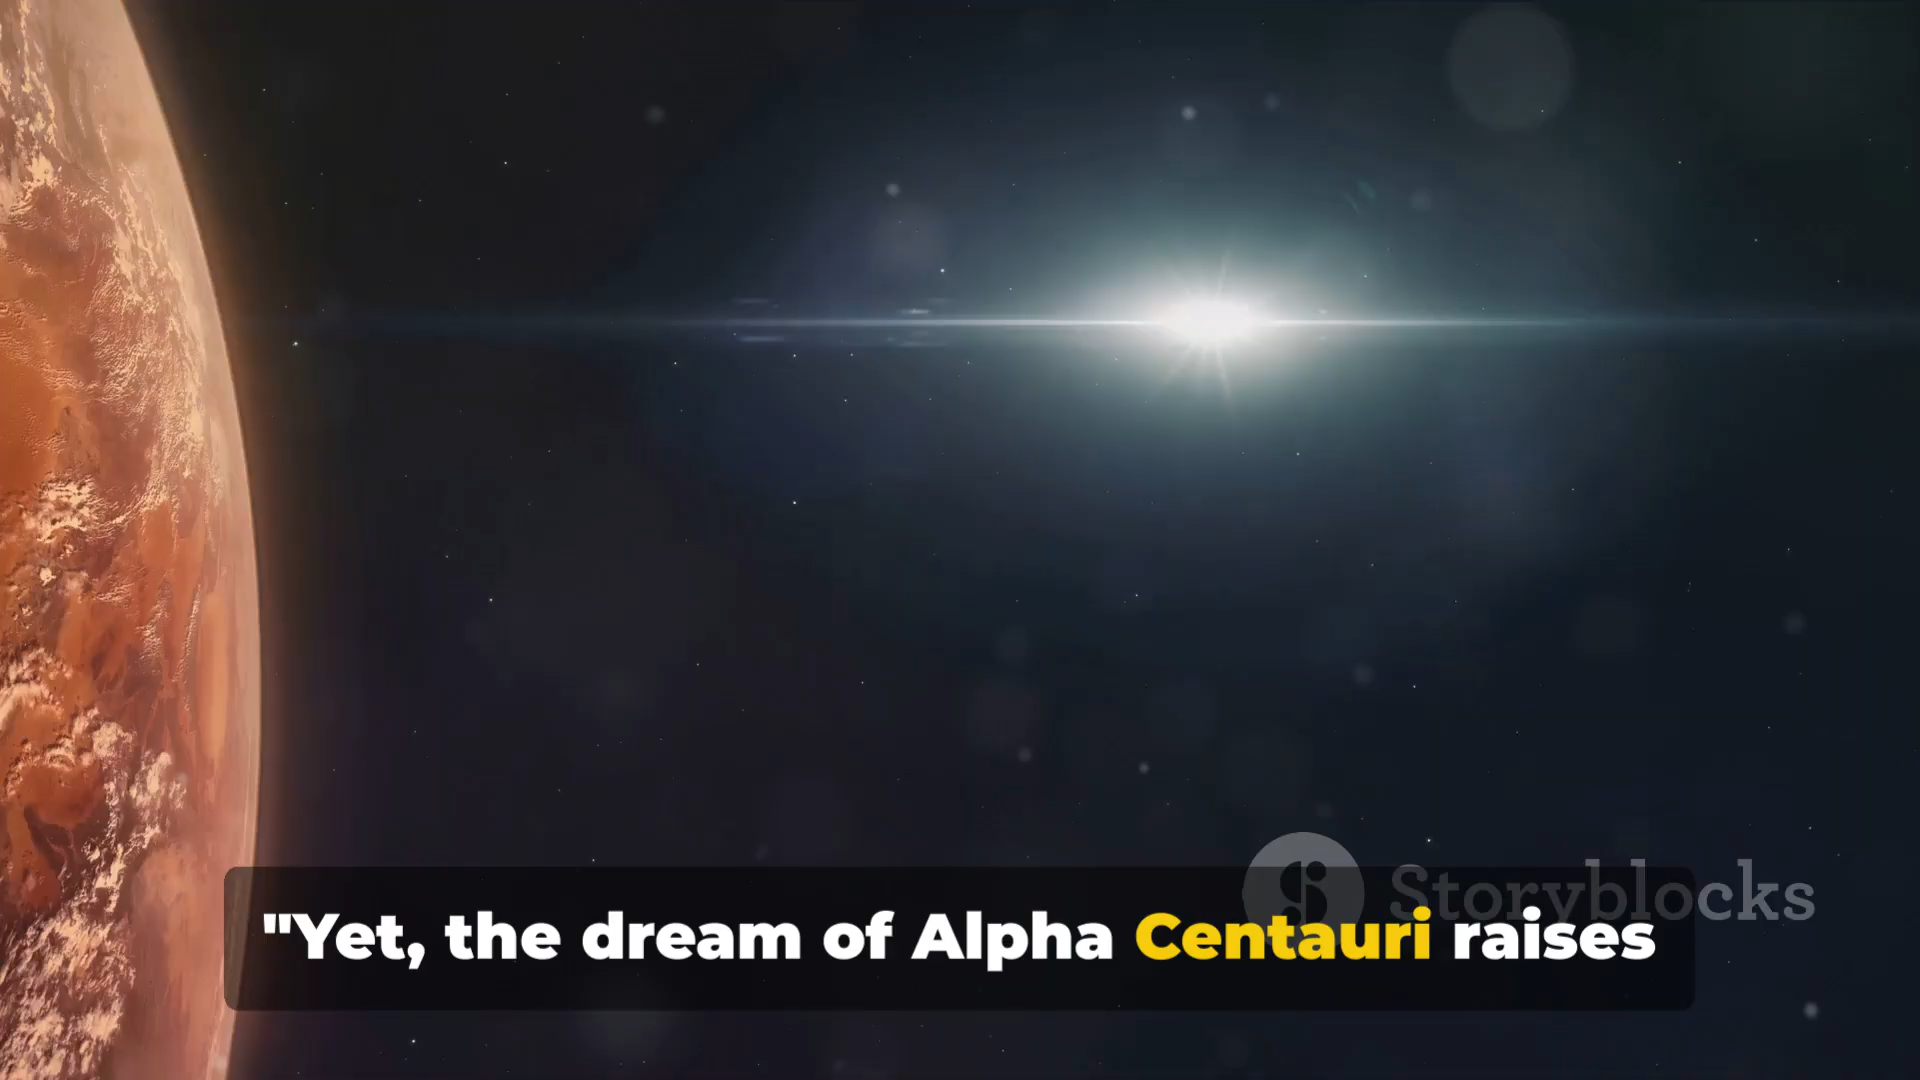 Storyblocks
"Yet, the dream of Alpha Centauri raises